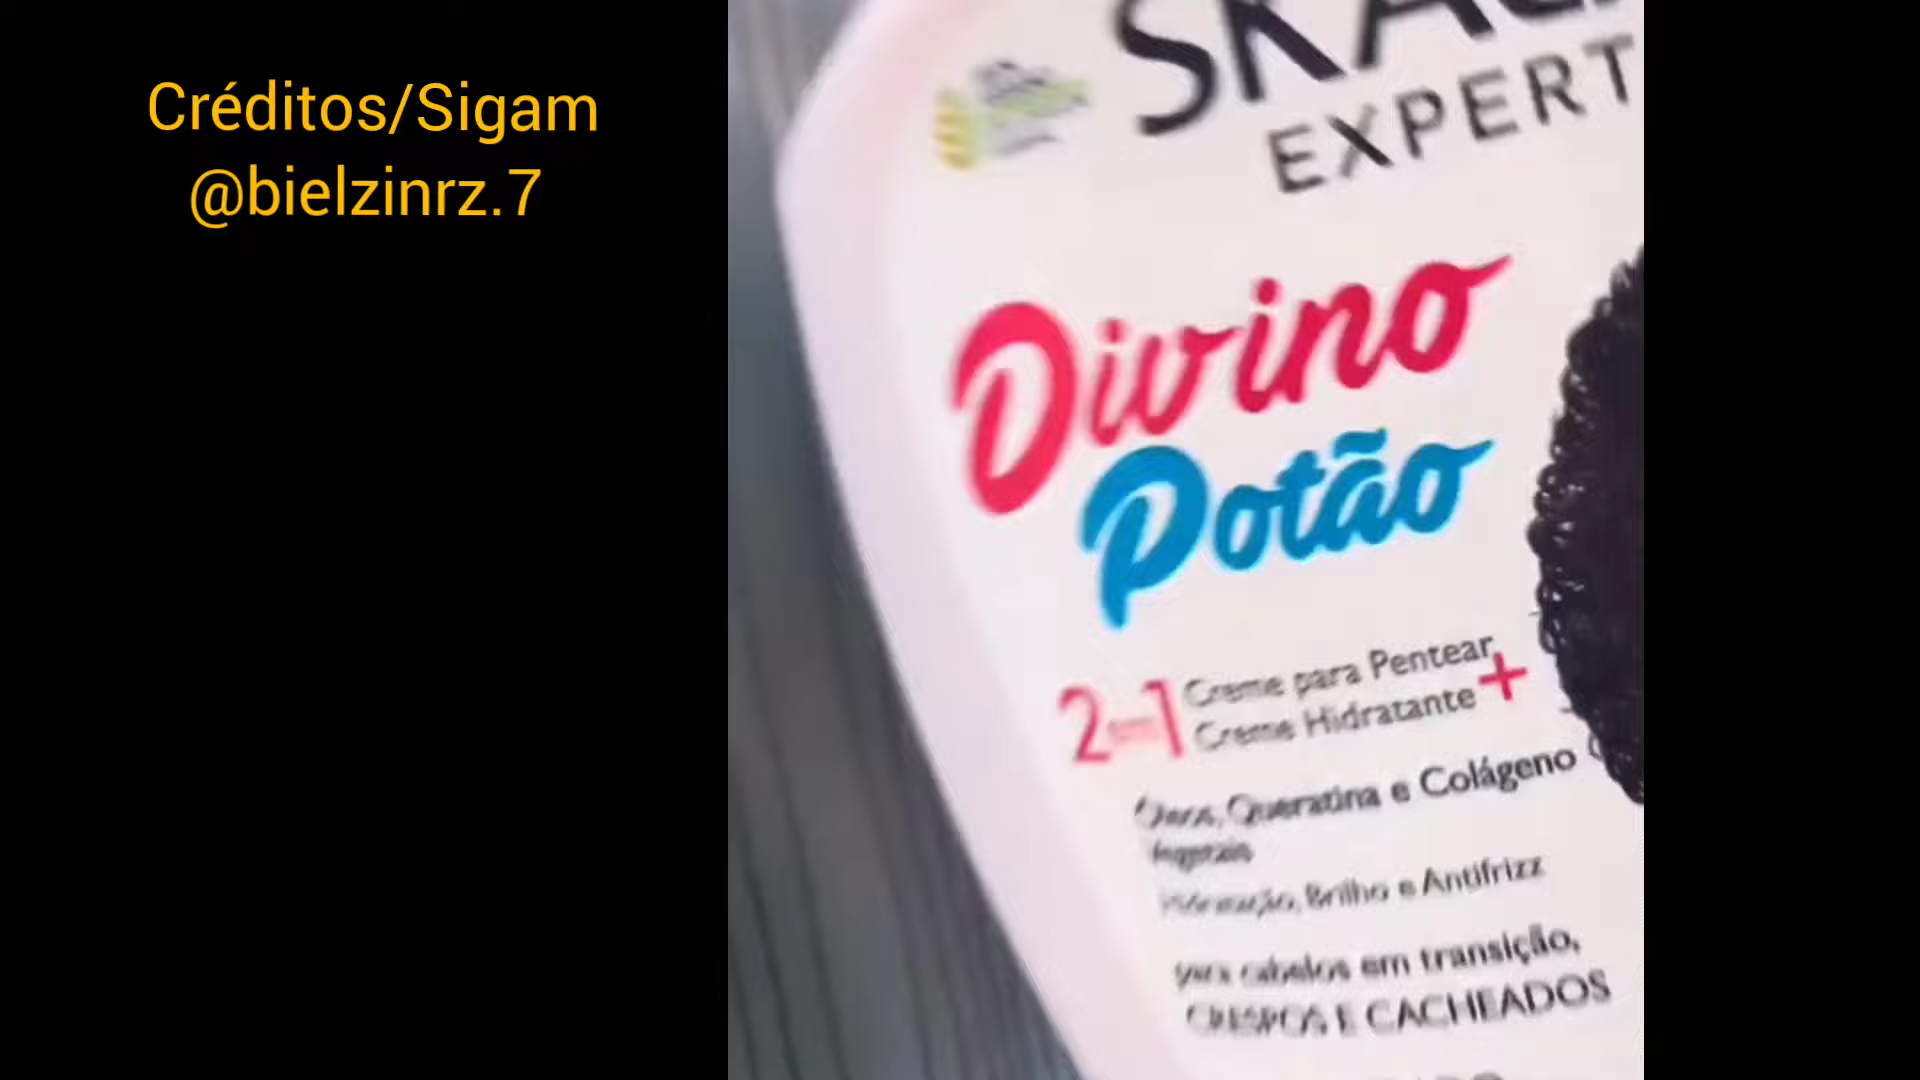 Créditos/Sigam
@bielzinrz.7
EXPERT
Divino
Potão
2em1 Creme para Pentear +
Creme Hidratante
Queratina e Colágeno
Vegetais
Hidratação, Brilho e Antifrizz
para cabelos em transição,
CRESPOS E CACHEADOS